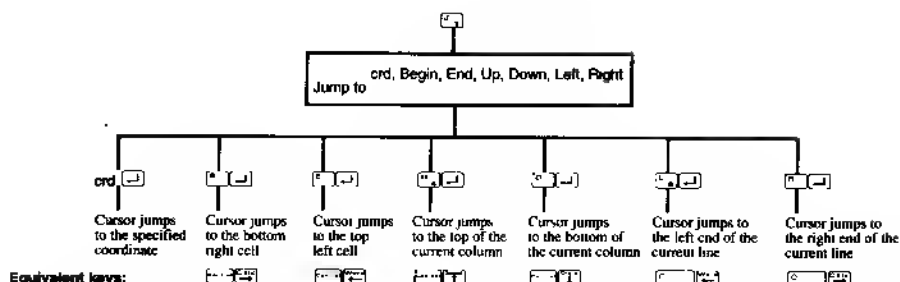 crd, Begin, End, Up, Down, Left, Right
Jump to
crd
Cursor jumps
to the specified
coordinate
Cursor jumps
to the bottom
right cell
Cursor jumps
to the top
left cell
Cursor jumps
to the top of the
current column
Cursor jumps
to the bottom of
the current column
Cursor jumps to
the left end of the
current line
Cursor jumps to
the right end of the
current line
Equivalent keys: